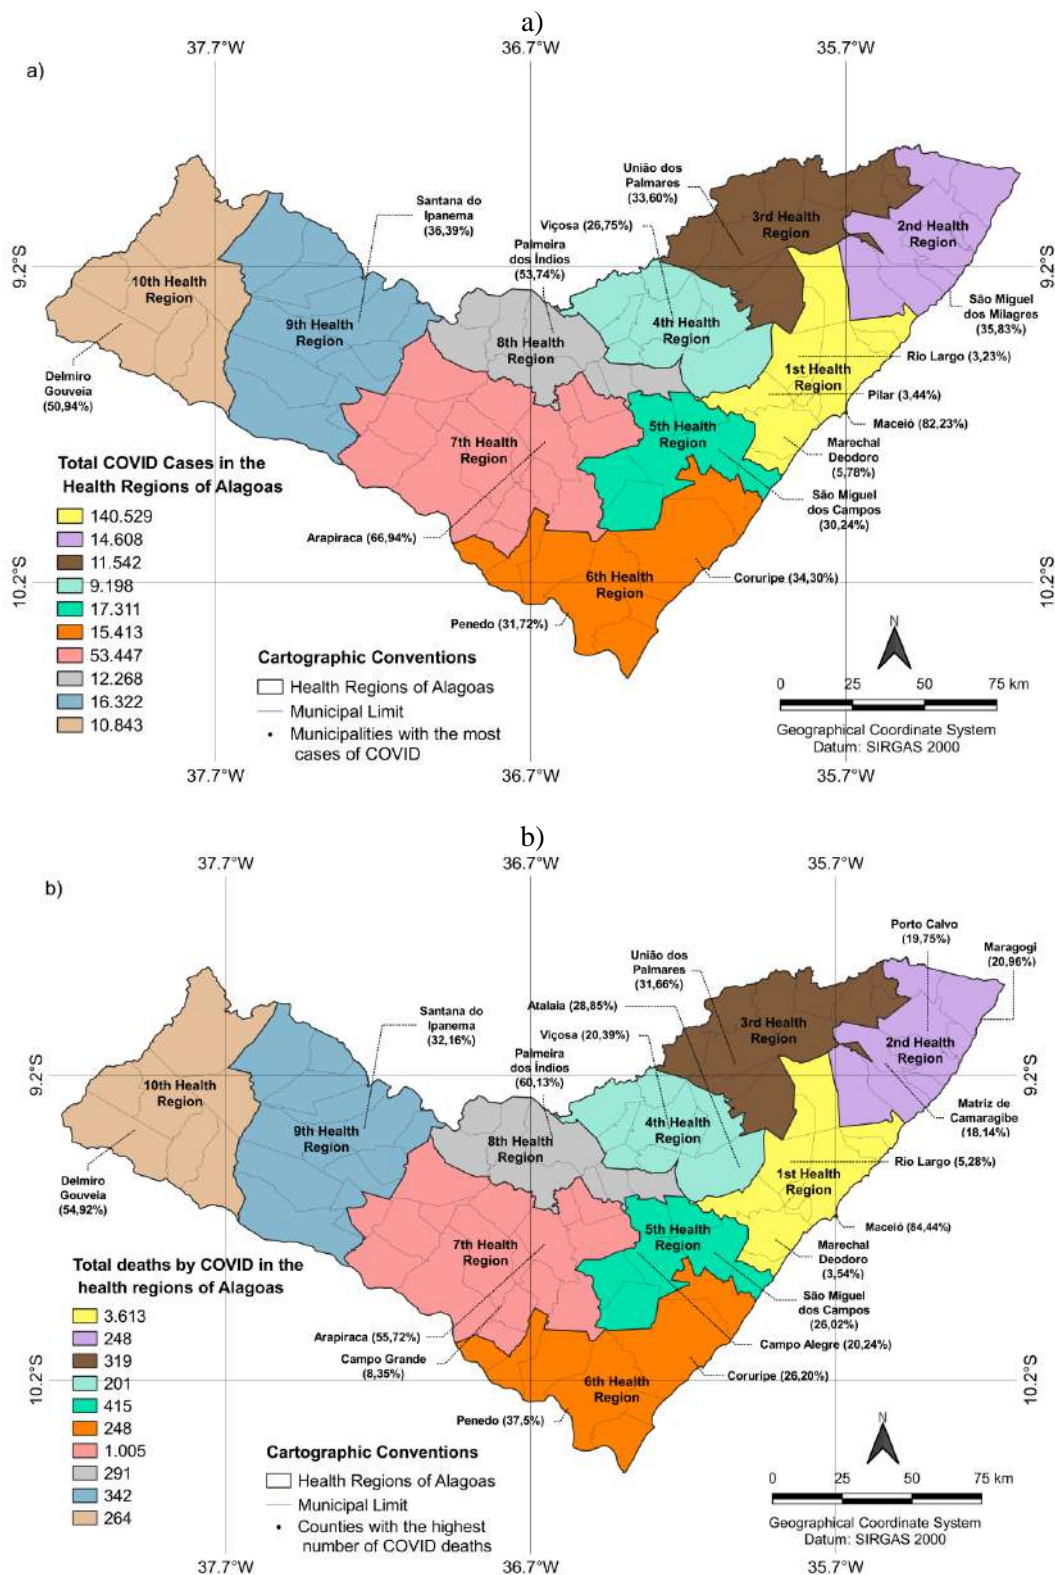 a)
37.7°W
36.7°W
35.7°W
a)
União dos
Palmares
(33,60%)
3rd Health
Region
2nd Health
Region
Santana do
Ipanema
(36,39%)
Viçosa (26,75%)
Palmeira
dos Índios
(53,74%)
9.2°S
9.2°S
10th Health
Region
9th Health
Region
8th Health
Region
4th Health
Region
São Miguel
dos Milagres
(35,83%)
Rio Largo (3,23%)
1st Health
Region
Delmiro
Gouveia
(50,94%)
Pilar (3,44%)
Maceió (82,23%)
7th Health
Region
5th Health
Region
Marechal
Deodoro
(5,78%)
São Miguel
dos Campos
(30,24%)
Arapiraca (66,94%)
6th Health
Region
Coruripe (34,30%)
Penedo (31,72%)
10.2°S
10.2°S
Total COVID Cases in the
Health Regions of Alagoas
140.529
14.608
11.542
9.198
17.311
15.413
53.447
12.268
16.322
10.843
Cartographic Conventions
Health Regions of Alagoas
Municipal Limit
Municipalities with the most
cases of COVID
N
0 25 50 75 km
Geographical Coordinate System
Datum: SIRGAS 2000
37.7°W
36.7°W
35.7°W
b)
37.7°W
36.7°W
35.7°W
b)
Porto Calvo
(19,75%)
Maragogi
(20,96%)
União dos
Palmares
(31,66%)
Atalaia (28,85%)
Santana do
Ipanema
(32,16%)
Viçosa (20,39%)
Palmeira
dos Índios
(60,13%)
3rd Health
Region
2nd Health
Region
9.2°S
9.2°S
10th Health
Region
9th Health
Region
8th Health
Region
4th Health
Region
Matriz de
Camaragibe
(18,14%)
Rio Largo (5,28%)
1st Health
Region
Delmiro
Gouveia
(54,92%)
Maceió (84,44%)
7th Health
Region
5th Health
Region
Marechal
Deodoro
(3,54%)
São Miguel
dos Campos
(26,02%)
Arapiraca (55,72%)
Campo Alegre (20,24%)
Campo Grande
(8,35%)
6th Health
Region
Coruripe (26,20%)
Penedo (37,5%)
10.2°S
10.2°S
Total deaths by COVID in the
health regions of Alagoas
3.613
248
319
201
415
248
1.005
291
342
264
Cartographic Conventions
Health Regions of Alagoas
Municipal Limit
Counties with the highest
number of COVID deaths
N
0 25 50 75 km
Geographical Coordinate System
Datum: SIRGAS 2000
37.7°W
36.7°W
35.7°W